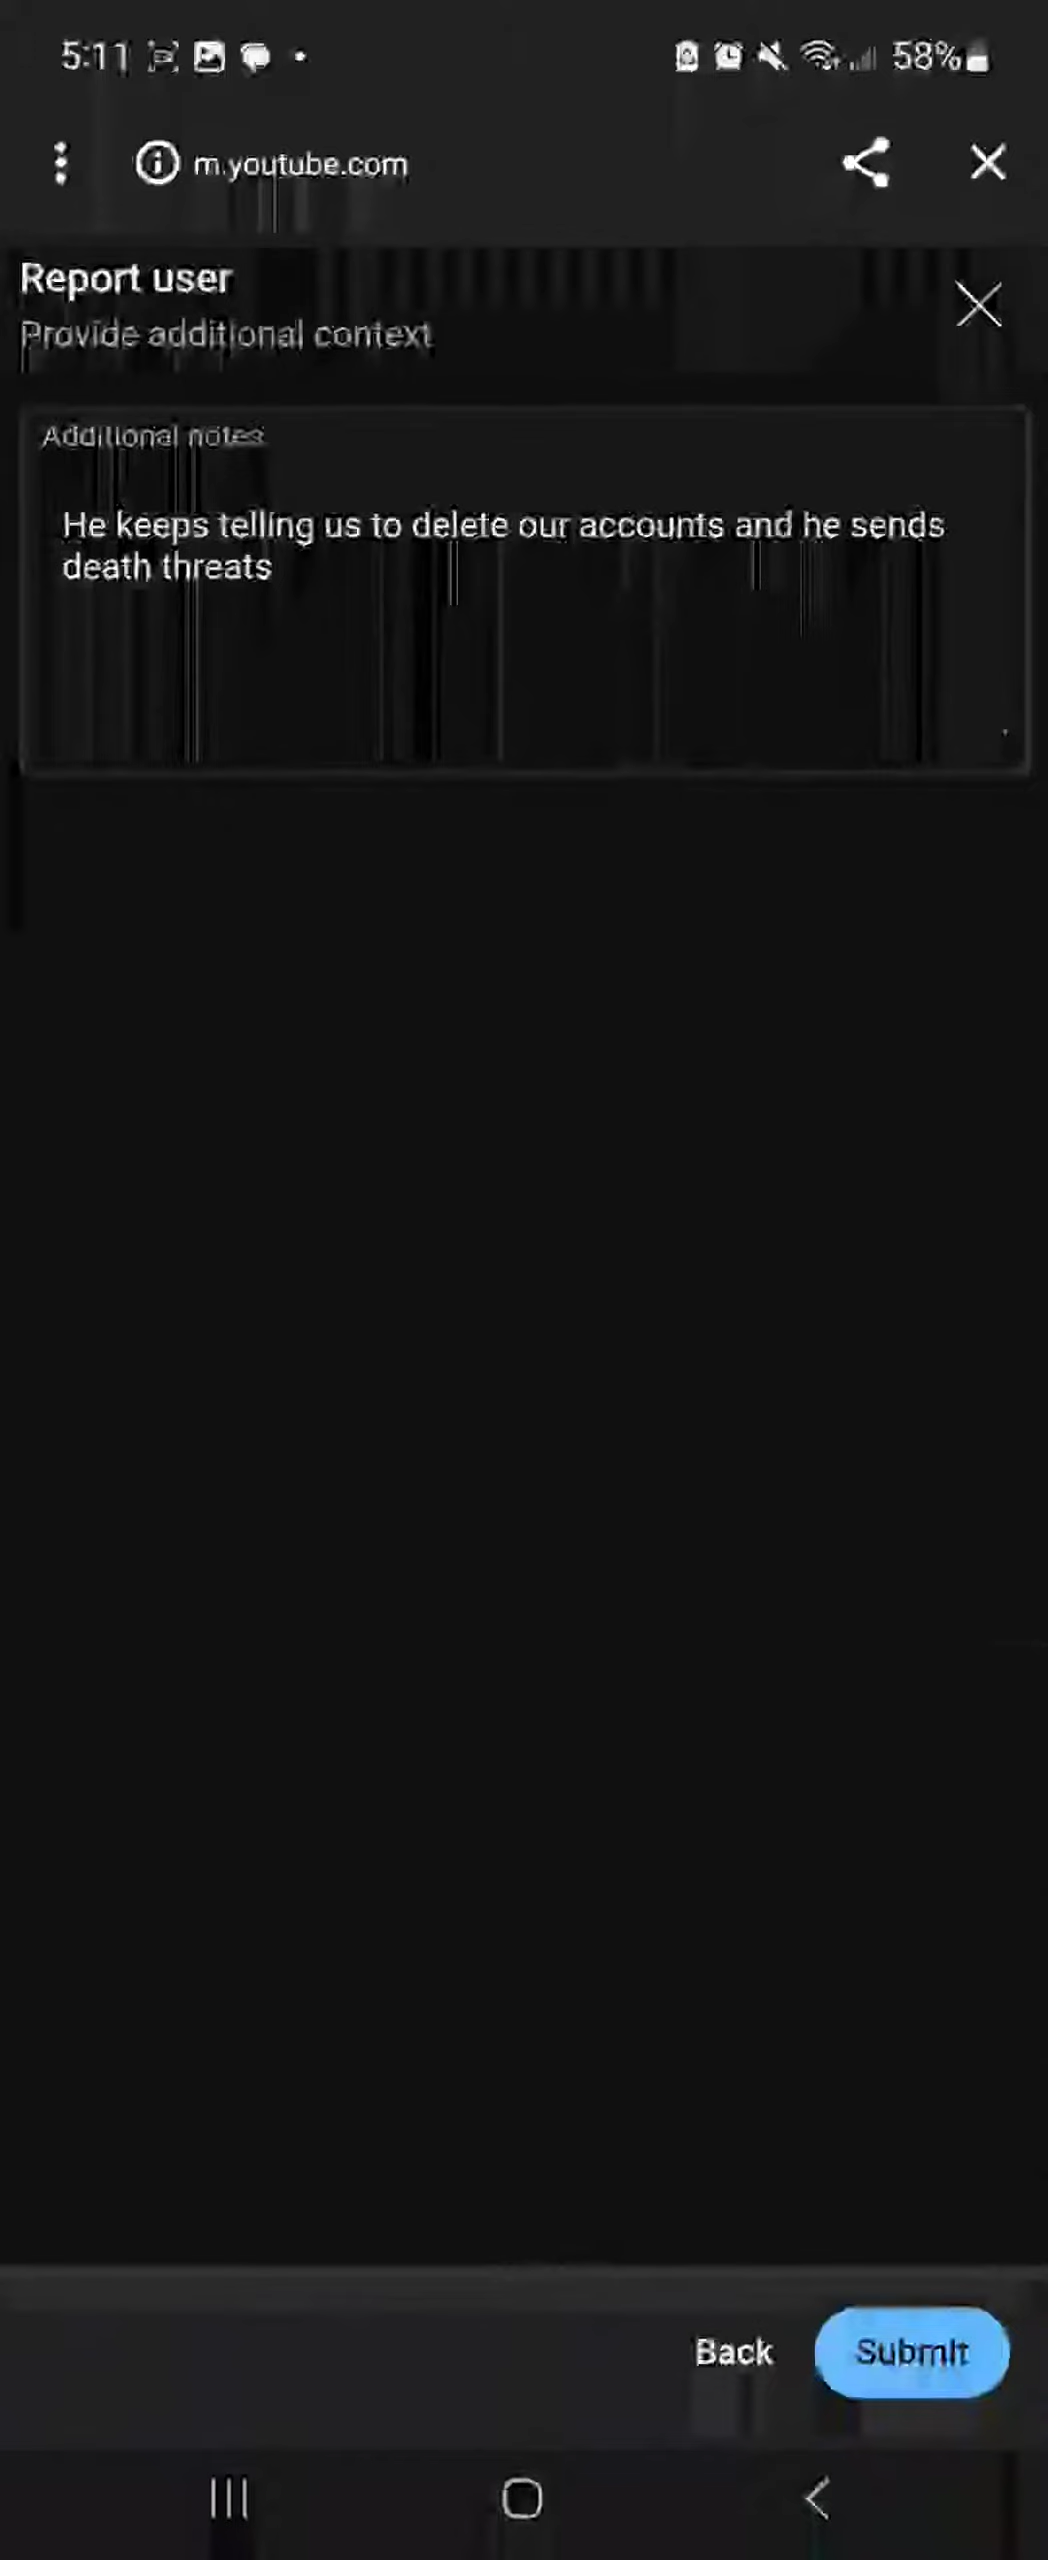 5:11
58%
m.youtube.com
Report user
Provide additional context
Additional notes
He keeps telling us to delete our accounts and he sends
death threats
Back
Submit